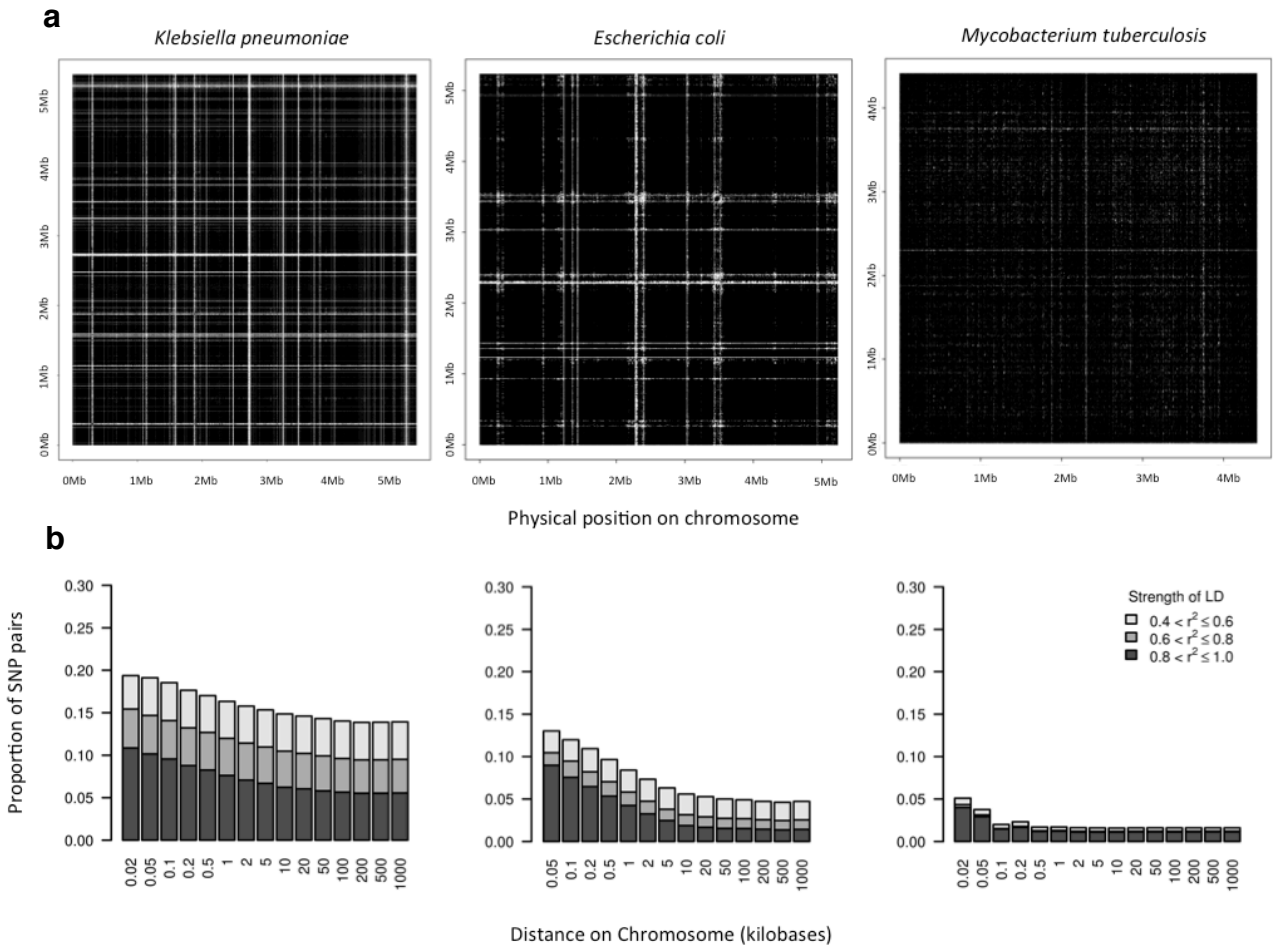 a
Klebsiella pneumoniae
Escherichia coli
Mycobacterium tuberculosis
5Mb
4Mb
3Mb
2Mb
1Mb
0Mb
0Mb 1Mb 2Mb 3Mb 4Mb 5Mb
5Mb
4Mb
3Mb
2Mb
1Mb
0Mb
0Mb 1Mb 2Mb 3Mb 4Mb 5Mb
4Mb
3Mb
2Mb
1Mb
0Mb
0Mb 1Mb 2Mb 3Mb 4Mb
Physical position on chromosome
b
Proportion of SNP pairs
0.30
0.25
0.20
0.15
0.10
0.05
0.00
0.02 0.05 0.1 0.2 0.5 1 2 5 10 20 50 100 200 500 1000
0.30
0.25
0.20
0.15
0.10
0.05
0.00
0.05 0.1 0.2 0.5 1 2 5 10 20 50 100 200 500 1000
0.30
0.25
0.20
0.15
0.10
0.05
0.00
0.02 0.05 0.1 0.2 0.5 1 2 5 10 20 50 100 200 500 1000
Strength of LD
0.4 < r² ≤ 0.6
0.6 < r² ≤ 0.8
0.8 < r² ≤ 1.0
Distance on Chromosome (kilobases)